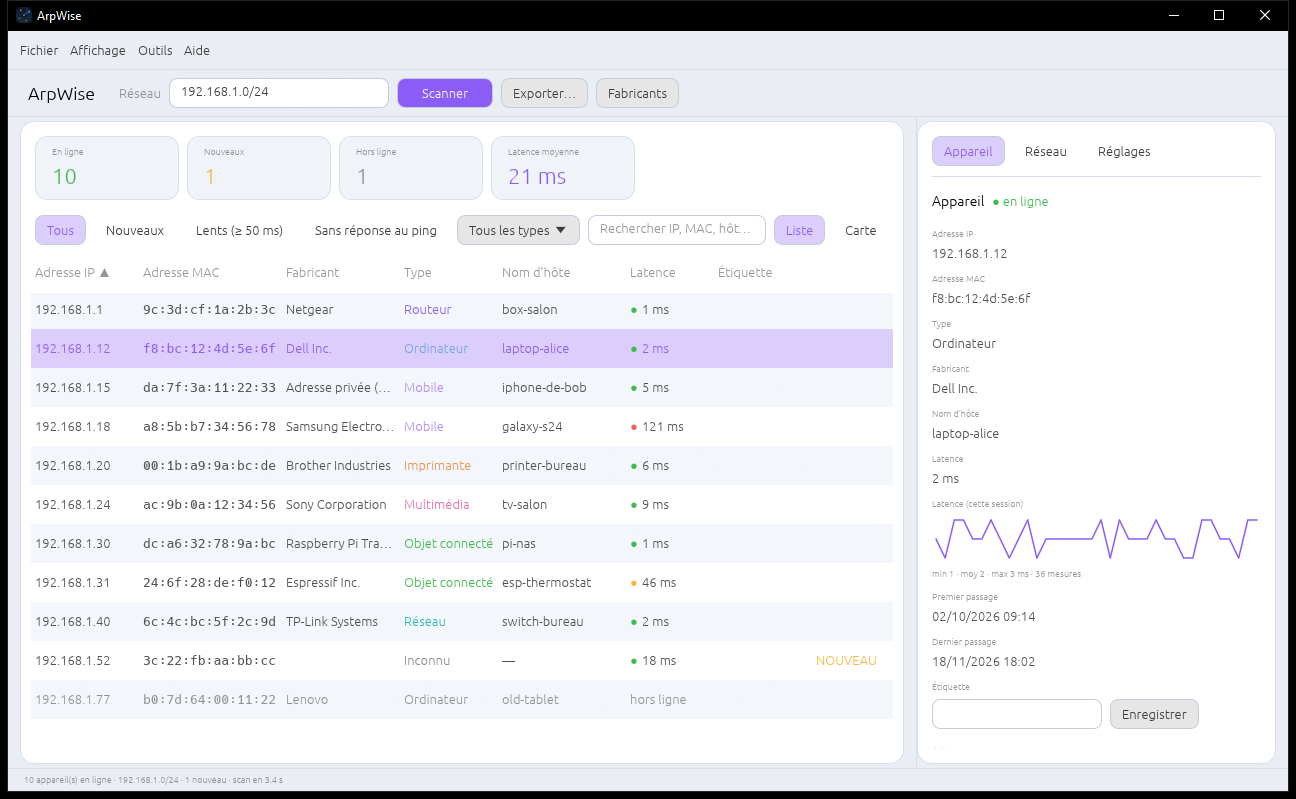 ArpWise
Fichier Affichage Outils Aide
ArpWise Réseau 192.168.1.0/24 Scanner Exporter… Fabricants
En ligne
10
Nouveaux
1
Hors ligne
1
Latence moyenne
21 ms
Tous Nouveaux Lents (≥ 50 ms) Sans réponse au ping Tous les types ▼ Rechercher IP, MAC, hôt… Liste Carte
Adresse IP ▲ Adresse MAC Fabricant Type Nom d'hôte Latence Étiquette
192.168.1.1 9c:3d:cf:1a:2b:3c Netgear Routeur box-salon ● 1 ms
192.168.1.12 f8:bc:12:4d:5e:6f Dell Inc. Ordinateur laptop-alice ● 2 ms
192.168.1.15 da:7f:3a:11:22:33 Adresse privée (… Mobile iphone-de-bob ● 5 ms
192.168.1.18 a8:5b:b7:34:56:78 Samsung Electro… Mobile galaxy-s24 ● 121 ms
192.168.1.20 00:1b:a9:9a:bc:de Brother Industries Imprimante printer-bureau ● 6 ms
192.168.1.24 ac:9b:0a:12:34:56 Sony Corporation Multimédia tv-salon ● 9 ms
192.168.1.30 dc:a6:32:78:9a:bc Raspberry Pi Tra… Objet connecté pi-nas ● 1 ms
192.168.1.31 24:6f:28:de:f0:12 Espressif Inc. Objet connecté esp-thermostat ● 46 ms
192.168.1.40 6c:4c:bc:5f:2c:9d TP-Link Systems Réseau switch-bureau ● 2 ms
192.168.1.52 3c:22:fb:aa:bb:cc Inconnu — ● 18 ms NOUVEAU
192.168.1.77 b0:7d:64:00:11:22 Lenovo Ordinateur old-tablet hors ligne
Appareil Réseau Réglages
Appareil ● en ligne
Adresse IP
192.168.1.12
Adresse MAC
f8:bc:12:4d:5e:6f
Type
Ordinateur
Fabricant
Dell Inc.
Nom d'hôte
laptop-alice
Latence
2 ms
Latence (cette session)
min 1 · moy 2 · max 3 ms · 36 mesures
Premier passage
02/10/2026 09:14
Dernier passage
18/11/2026 18:02
Étiquette
Enregistrer
10 appareil(s) en ligne · 192.168.1.0/24 · 1 nouveau · scan en 3.4 s